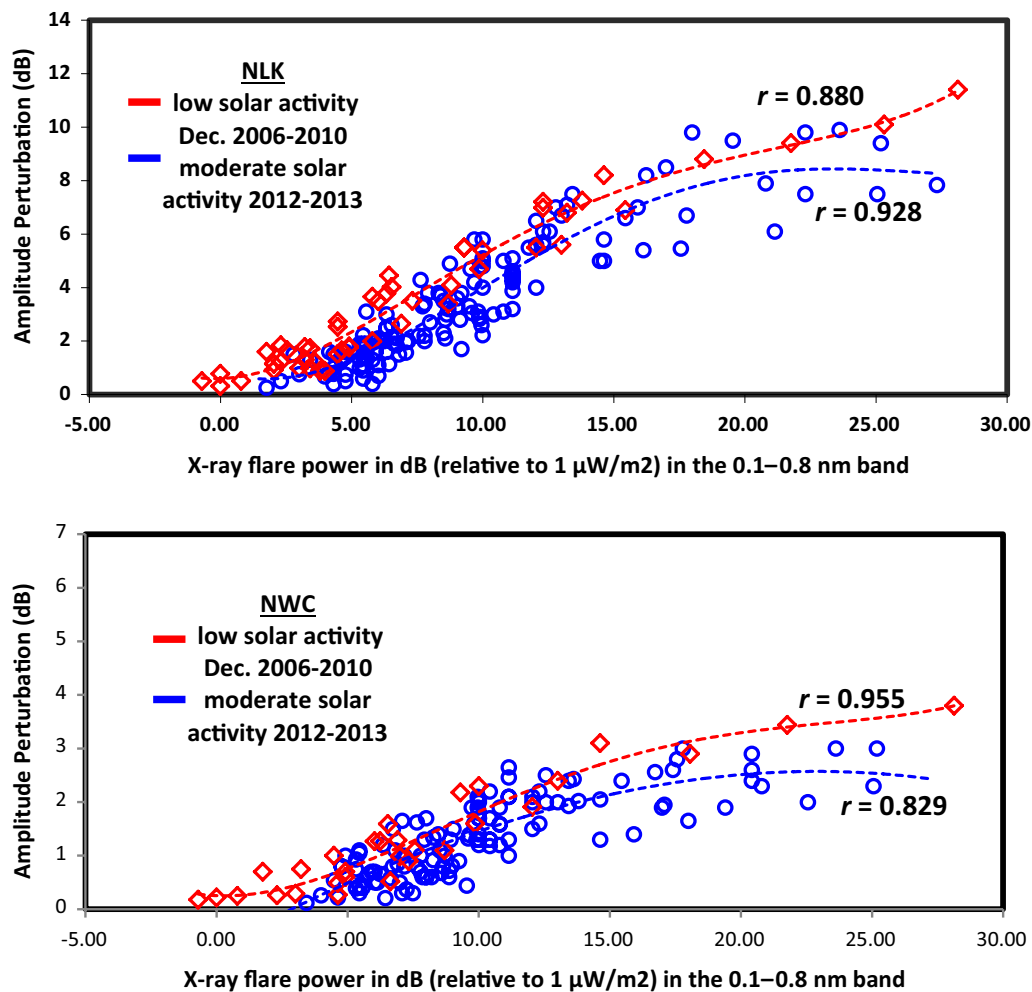 14
12
10
8
6
4
2
0
Amplitude Perturbation (dB)
NLK
low solar activity
Dec. 2006-2010
moderate solar
activity 2012-2013
r = 0.880
r = 0.928
-5.00 0.00 5.00 10.00 15.00 20.00 25.00 30.00
X-ray flare power in dB (relative to 1 μW/m2) in the 0.1–0.8 nm band
7
6
5
4
3
2
1
0
Amplitude Perturbation (dB)
NWC
low solar activity
Dec. 2006-2010
moderate solar
activity 2012-2013
r = 0.955
r = 0.829
-5.00 0.00 5.00 10.00 15.00 20.00 25.00 30.00
X-ray flare power in dB (relative to 1 μW/m2) in the 0.1–0.8 nm band